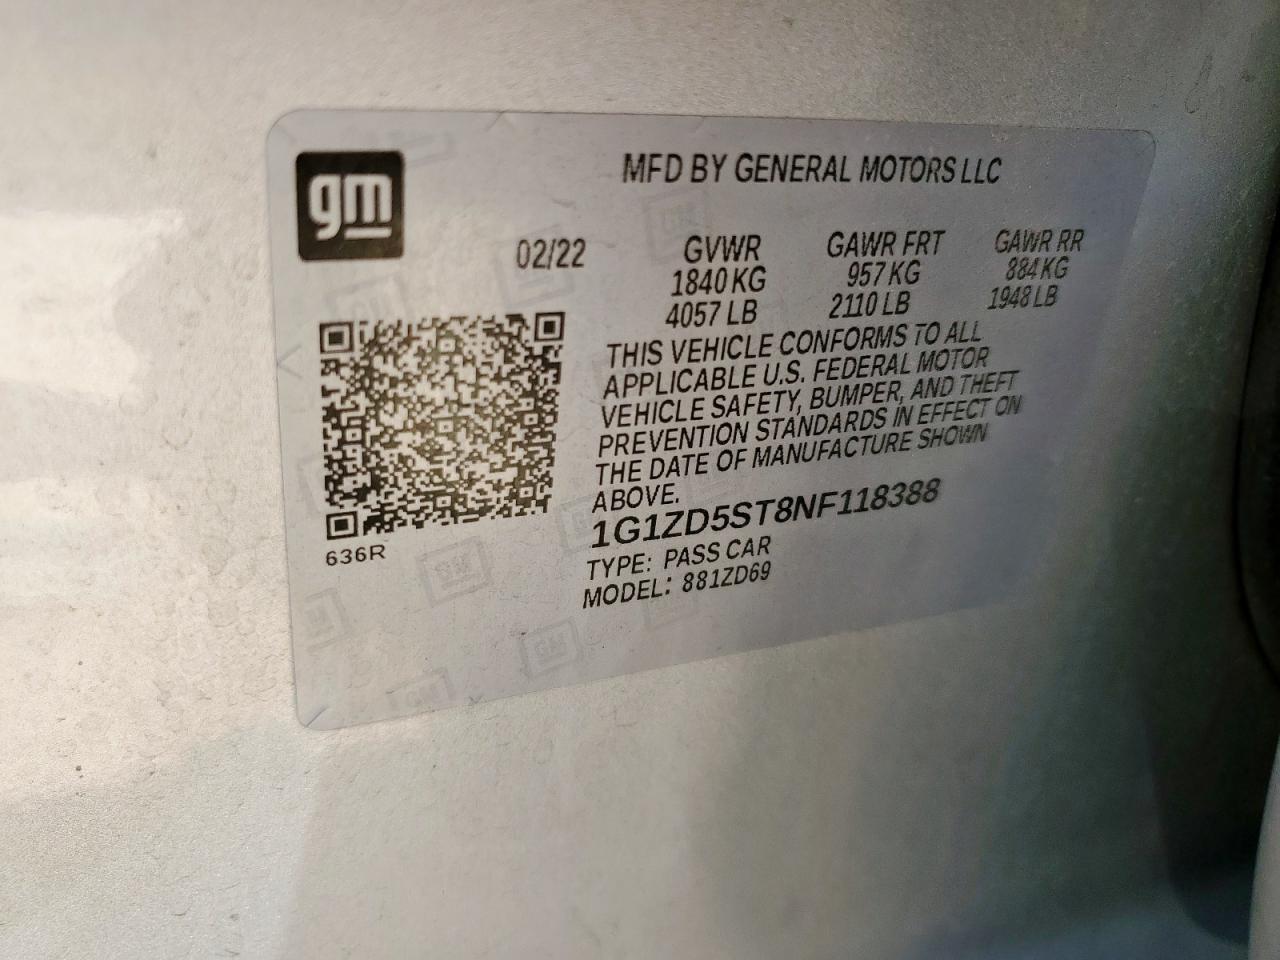 gm
MFD BY GENERAL MOTORS LLC
02/22 GVWR GAWR FRT GAWR RR
1840 KG 957 KG 884 KG
4057 LB 2110 LB 1948 LB
THIS VEHICLE CONFORMS TO ALL
APPLICABLE U.S. FEDERAL MOTOR
VEHICLE SAFETY, BUMPER, AND THEFT
PREVENTION STANDARDS IN EFFECT ON
THE DATE OF MANUFACTURE SHOWN
ABOVE.
1G1ZD5ST8NF118388
TYPE: PASS CAR
MODEL: 881ZD69
636R